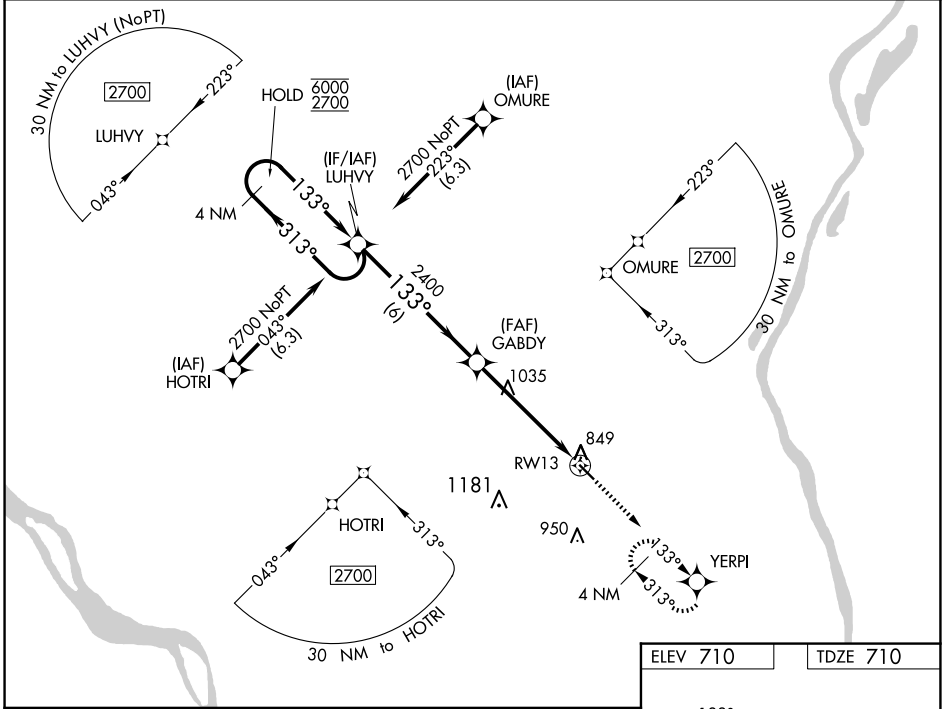 30 NM to LUHVY (NoPT)
2700
223°
LUHVY
043°
HOLD 6000
2700
4 NM
133°
313°
(IF/IAF)
LUHVY
(IAF)
OMURE
2700 NoPT
223°
(6.3)
2700 NoPT
043°
(6.3)
(IAF)
HOTRI
2400
133°
(6)
(FAF)
GABDY
1035
223°
OMURE
2700
313°
30 NM to OMURE
RW13
849
1181
950
HOTRI
043°
313°
2700
30 NM to HOTRI
133°
313°
4 NM
YERPI
ELEV 710
TDZE 710